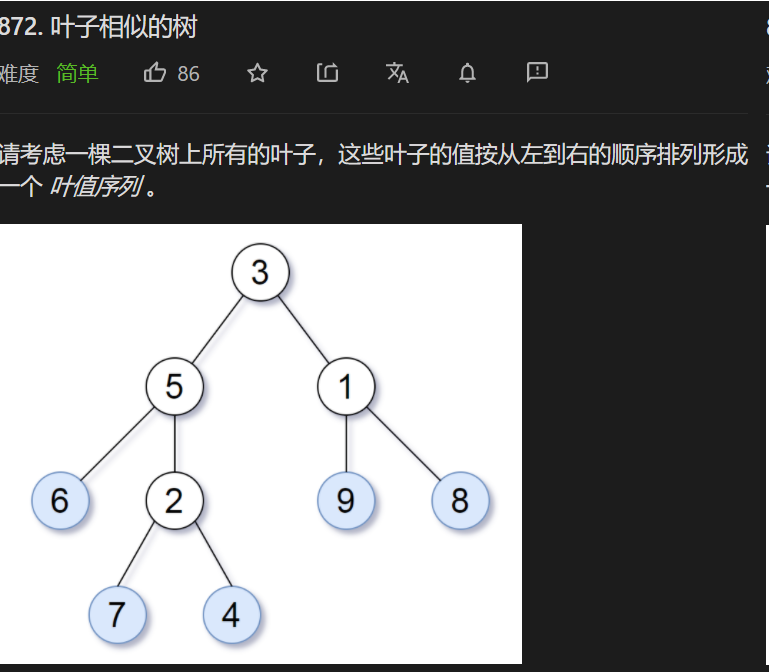 872. 叶子相似的树
难度 简单 86
请考虑一棵二叉树上所有的叶子，这些叶子的值按从左到右的顺序排列形成
一个 叶值序列 。
3
5 1
6 2 9 8
7 4